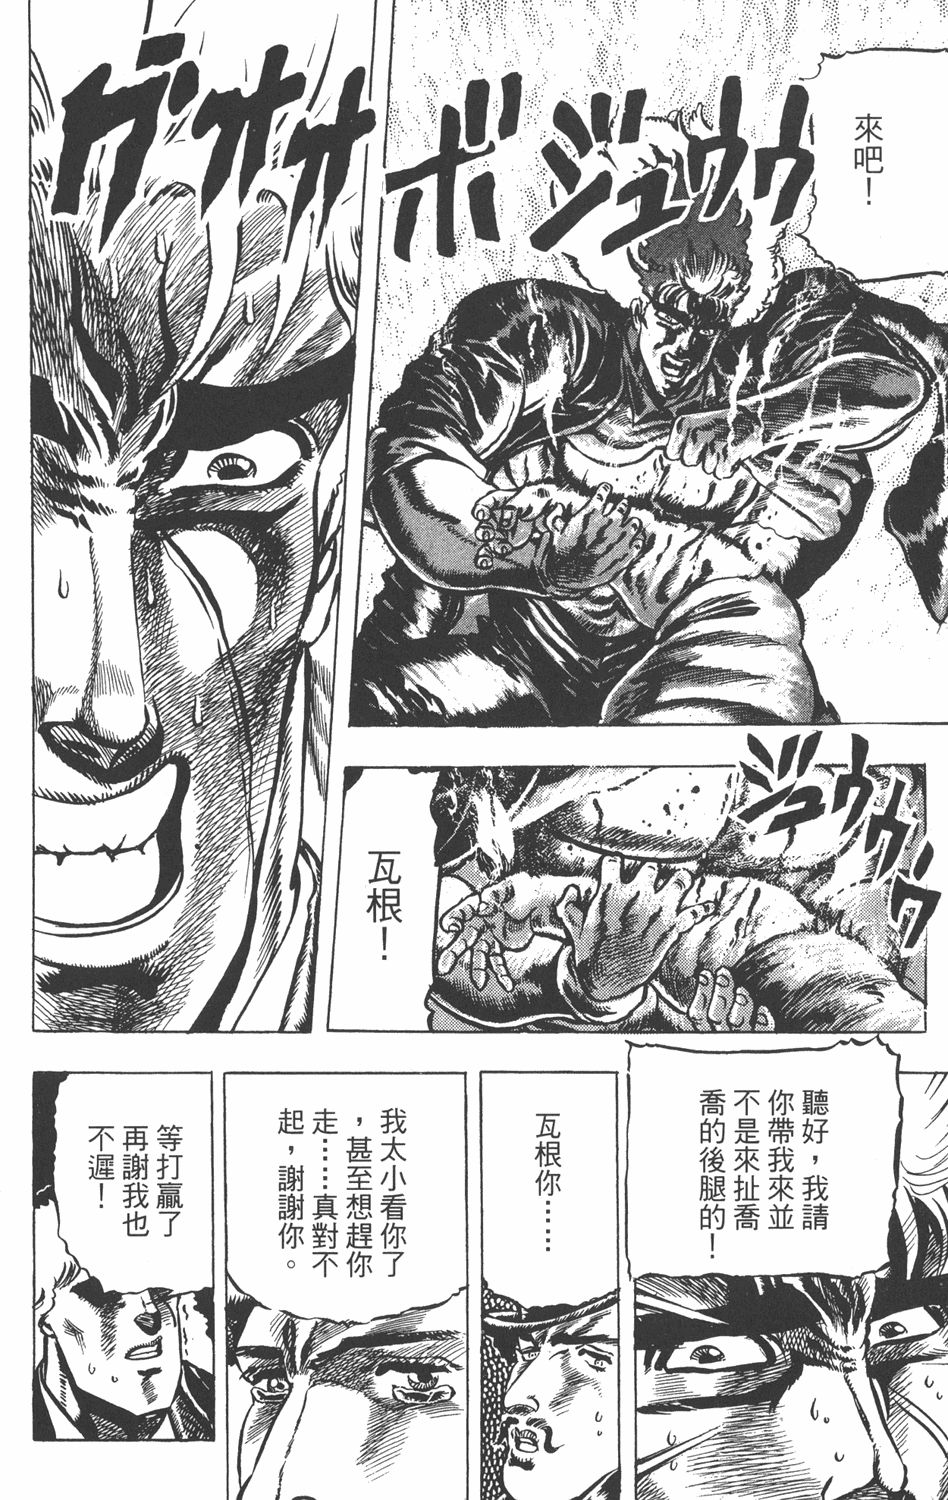 來吧！
ジュウウ
ボ
グオオ
ジュウウウ
瓦根！
聽好，我請
你帶我來並
不是來扯喬
喬的後腿的！
瓦根你……
我太小看你了
，甚至想趕你
走……真對不
起，謝謝你。
等打贏了
再謝我也
不遲！